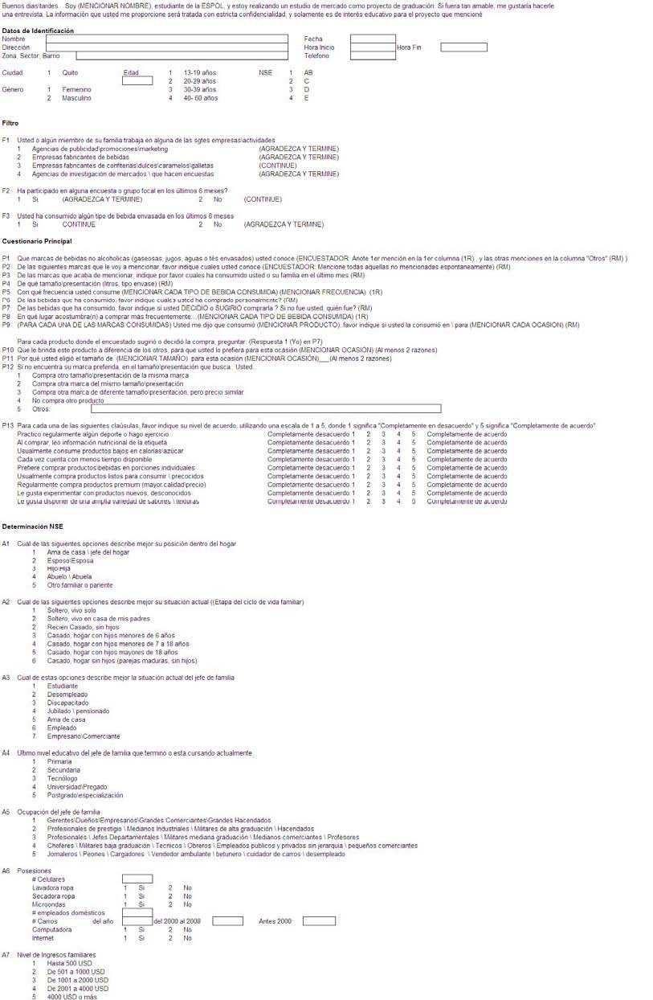 Buenos dias\tardes. Soy (MENCIONAR NOMBRE), estudiante de la ESPOL, y estoy realizando un estudio de mercado como proyecto de graduación. Si fuera tan amable, me gustaría hacerle
una entrevista. La información que usted me proporcione será tratada con estricta confidencialidad, y solamente es de interés educativo para el proyecto que mencioné
Datos de Identificación
Nombre Fecha
Dirección Hora Inicio Hora Fin
Zona, Sector, Barrio Telefono
Ciudad 1 Quito Edad 1 13-19 años NSE 1 AB
2 20-29 años 2 C
Género 1 Femenino 3 30-39 años 3 D
2 Masculino 4 40- 60 años 4 E
Filtro
F1 Usted o algún miembro de su familia trabaja en alguna de las sgtes empresas\actividades
1 Agencias de publicidad\promociones\marketing (AGRADEZCA Y TERMINE)
2 Empresas fabricantes de bebidas (AGRADEZCA Y TERMINE)
3 Empresas fabricantes de confiterias\dulces\caramelos\galletas (CONTINUE)
4 Agencias de investigación de mercados \ que hacen encuestas (AGRADEZCA Y TERMINE)
F2 Ha participado en alguna encuesta o grupo focal en los últimos 6 meses?
1 Si (AGRADEZCA Y TERMINE) 2 No (CONTINUE)
F3 Usted ha consumido algún tipo de bebida envasada en los últimos 6 meses
1 Si CONTINUE 2 No (AGRADEZCA Y TERMINE)
Cuestionario Principal
P1 Que marcas de bebidas no alcoholicas (gaseosas, jugos, aguas o tés envasados) usted conoce (ENCUESTADOR: Anote 1er mención en la 1er columna (1R) , y las otras menciones en la columna "Otros" (RM) )
P2 De las siguientes marcas que le voy a mencionar, favor indique cuales usted conoce (ENCUESTADOR: Mencione todas aquellas no mencionadas espontaneamente) (RM)
P3 De las marcas que acaba de mencionar, indique por favor cuales ha consumido usted o su familia en el último mes (RM)
P4 De qué tamaño\presentación (litros, tipo envase) (RM)
P5 Con qué frecuencia usted consume (MENCIONAR CADA TIPO DE BEBIDA CONSUMIDA) (MENCIONAR FRECUENCIA) (1R)
P6 De las bebidas que ha consumido, favor indique cuales usted ha comprado personalmente? (RM)
P7 De las bebidas que ha consumido, favor indique si usted DECIDIÓ o SUGIRIÓ comprarla ? Si no fue usted, quién fue? (RM)
P8 En qué lugar acostumbra(n) a comprar más frecuentemente...(MENCIONAR CADA TIPO DE BEBIDA CONSUMIDA) (1R)
P9 (PARA CADA UNA DE LAS MARCAS CONSUMIDAS) Usted me dijo que consumió (MENCIONAR PRODUCTO), favor indique si usted la consumió en \ para (MENCIONAR CADA OCASION) (RM)
Para cada producto donde el encuestado sugirió o decidió la compra, preguntar: (Respuesta 1 (Yo) en P7)
P10 Que le brinda este producto a diferencia de los otros, para que usted lo prefiera para esta ocasión (MENCIONAR OCASIÓN) (Al menos 2 razones)
P11 Por qué usted eligió el tamaño de (MENCIONAR TAMAÑO) para esta ocasión (MENCIONAR OCASIÓN)___(Al menos 2 razones)
P12 Si no encuentra su marca preferida, en el tamaño\presentación que busca.. Usted..
1 Compra otro tamaño\presentación de la misma marca
2 Compra otra marca del mismo tamaño\presentación
3 Compra otra marca de diferente tamaño\presentación, pero precio similar
4 No compra otro producto
5 Otros:
P13 Para cada una de las siguientes claúsulas, favor indique su nivel de acuerdo, utilizando una escala de 1 a 5, donde 1 significa "Completamente en desacuerdo" y 5 significa "Completamente de acuerdo"
Practico regularmente algún deporte o hago ejercicio Completamente desacuerdo 1 2 3 4 5 Completamente de acuerdo
Al comprar, leo información nutricional de la etiqueta Completamente desacuerdo 1 2 3 4 5 Completamente de acuerdo
Usualmente consume productos bajos en calorias\azúcar Completamente desacuerdo 1 2 3 4 5 Completamente de acuerdo
Cada vez cuenta con menos tiempo disponible Completamente desacuerdo 1 2 3 4 5 Completamente de acuerdo
Prefiere comprar productos\bebidas en porciones individuales Completamente desacuerdo 1 2 3 4 5 Completamente de acuerdo
Usualmente compra productos listos para consumir \ precocidos Completamente desacuerdo 1 2 3 4 5 Completamente de acuerdo
Regularmente compra productos premium (mayor calidad\precio) Completamente desacuerdo 1 2 3 4 5 Completamente de acuerdo
Le gusta experimentar con productos nuevos, desconocidos Completamente desacuerdo 1 2 3 4 5 Completamente de acuerdo
Le gusta disponer de una amplia variedad de sabores \ texturas Completamente desacuerdo 1 2 3 4 5 Completamente de acuerdo
Determinación NSE
A1 Cual de las siguientes opciones describe mejor su posición dentro del hogar
1 Ama de casa \ jefe del hogar
2 Esposo\Esposa
3 Hijo\Hija
4 Abuelo \ Abuela
5 Otro familiar o pariente
A2 Cual de las siguientes opciones describe mejor su situación actual ((Etapa del ciclo de vida familiar)
1 Soltero, vivo solo
2 Soltero, vivo en casa de mis padres
2 Recien Casado, sin hijos
3 Casado, hogar con hijos menores de 6 años
4 Casado, hogar con hijos menores de 7 a 18 años
5 Casado, hogar con hijos mayores de 18 años
6 Casado, hogar sin hijos (parejas maduras, sin hijos)
A3 Cual de estas opciones describe mejor la situación actual del jefe de familia
1 Estudiante
2 Desempleado
3 Discapacitado
4 Jubilado \ pensionado
5 Ama de casa
6 Empleado
7 Empresario\Comerciante
A4 Ultimo nivel educativo del jefe de familia que terminó o está cursando actualmente
1 Primaria
2 Secundaria
3 Tecnólogo
4 Universidad\Pregado
5 Postgrado\especialización
A5 Ocupación del jefe de familia
1 Gerentes\Dueños\Empresarios\Grandes Comerciantes\Grandes Hacendados
2 Profesionales de prestigio \ Medianos Industriales \ Militares de alta graduación \ Hacendados
3 Profesionales \ Jefes Departamentales \ Militares mediana graduación \ Medianos comerciantes \ Profesores
4 Choferes \ Militares baja graduación \ Tecnicos \ Obreros \ Empleados publicos y privados sin jerarquia \ pequeños comerciantes
5 Jornaleros \ Peones \ Cargadores \ Vendedor ambulante \ betunero \ cuidador de carros \ desempleado
A6 Posesiones
# Celulares
Lavadora ropa 1 Si 2 No
Secadora ropa 1 Si 2 No
Microondas 1 Si 2 No
# empleados domésticos
# Carros del año del 2000 al 2008 Antes 2000
Computadora 1 Si 2 No
Internet 1 Si 2 No
A7 Nivel de Ingresos familiares
1 Hasta 500 USD
2 De 501 a 1000 USD
3 De 1001 a 2000 USD
4 De 2001 a 4000 USD
5 4000 USD o más